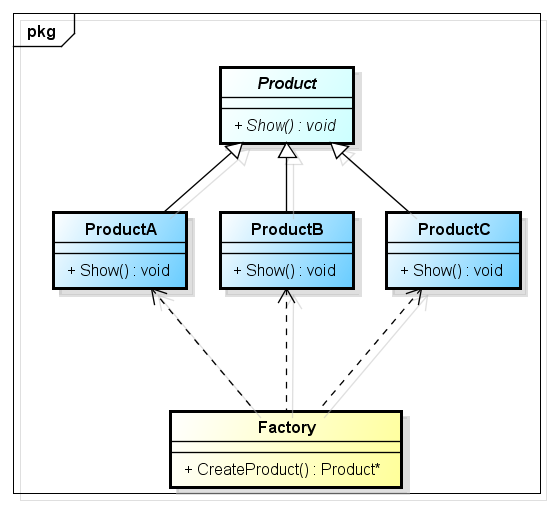 pkg
Product
+ Show() : void
ProductA
+ Show() : void
ProductB
+ Show() : void
ProductC
+ Show() : void
Factory
+ CreateProduct() : Product*